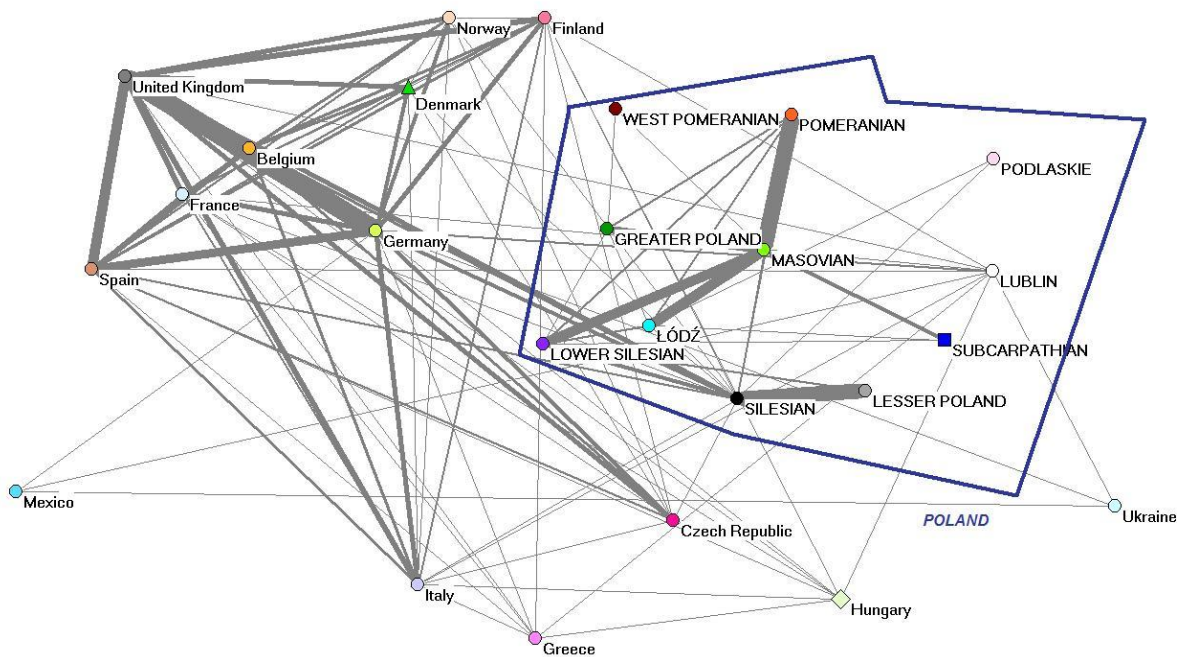 Norway
Finland
United Kingdom
Denmark
WEST POMERANIAN
POMERANIAN
Belgium
PODLASKIE
France
Germany
GREATER POLAND
MASOVIAN
Spain
LUBLIN
ŁÓDŹ
LOWER SILESIAN
SUBCARPATHIAN
LESSER POLAND
SILESIAN
Mexico
Ukraine
POLAND
Czech Republic
Italy
Hungary
Greece